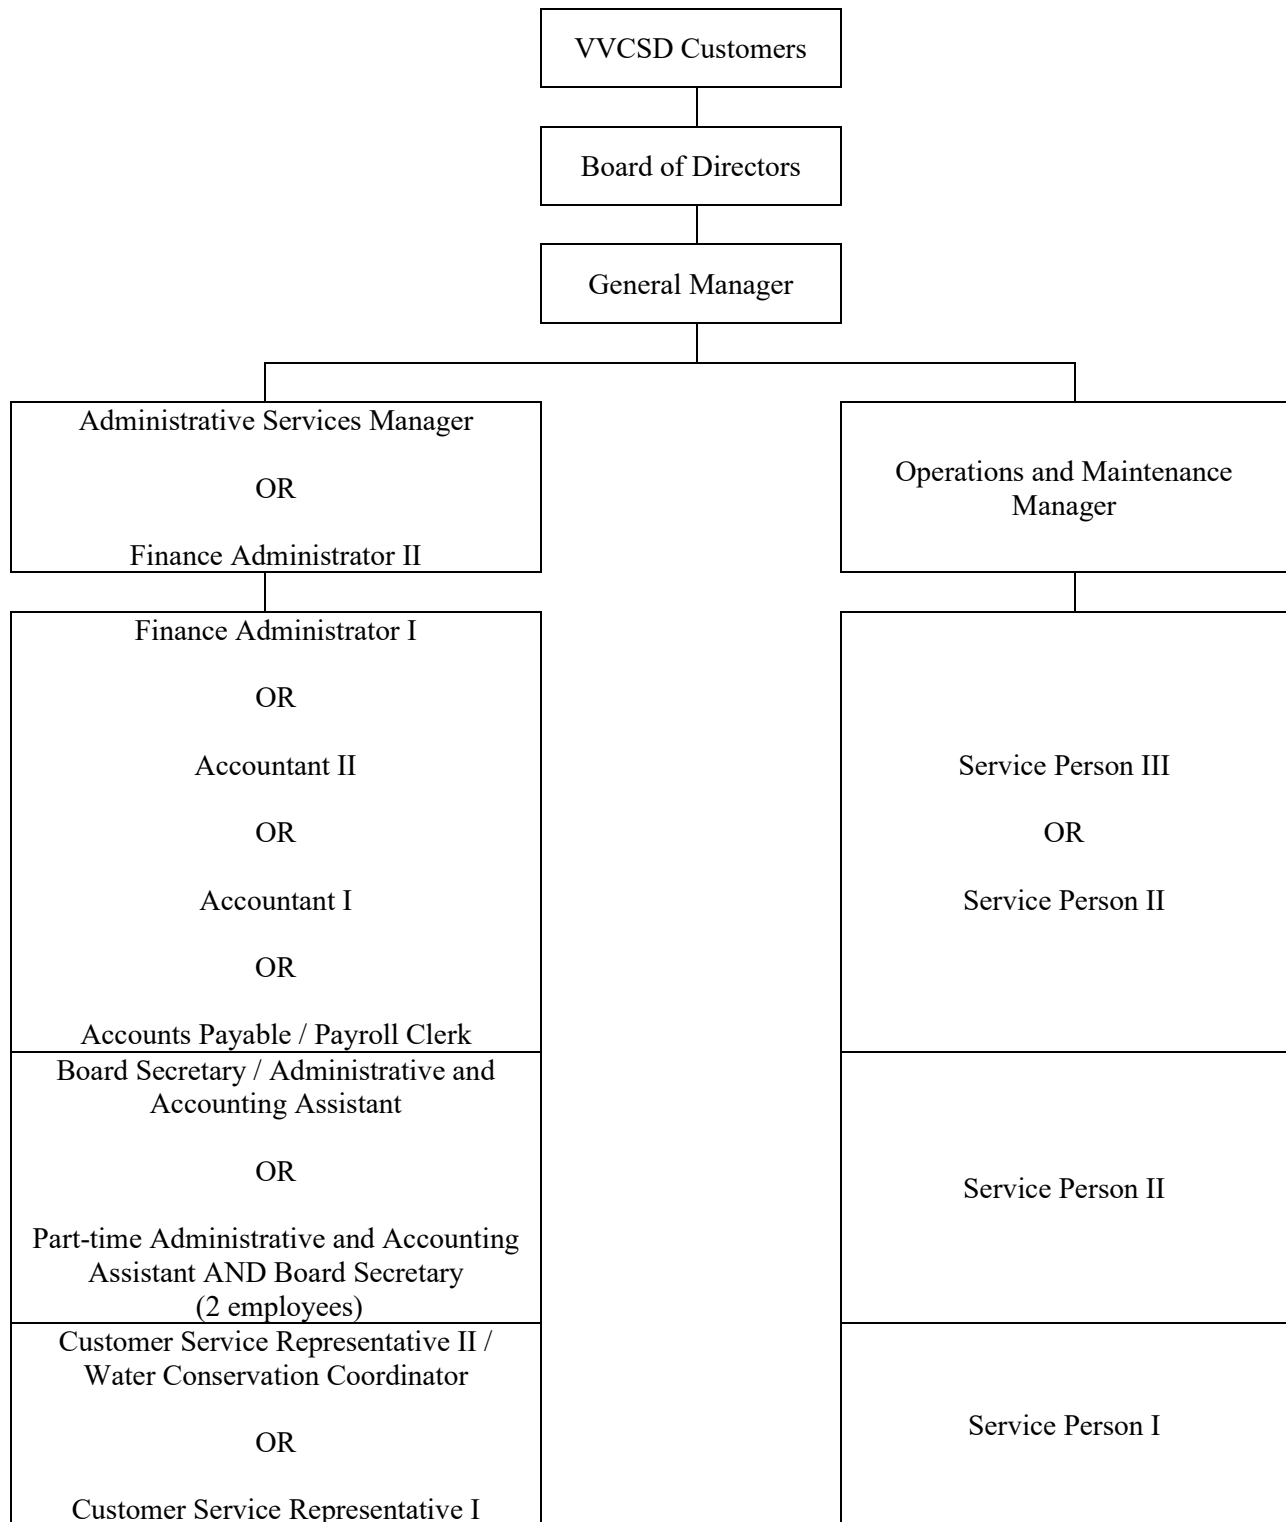 VVCSD Customers
Board of Directors
General Manager
Administrative Services Manager
OR
Finance Administrator II
Operations and Maintenance
Manager
Finance Administrator I
OR
Accountant II
OR
Accountant I
OR
Accounts Payable / Payroll Clerk
Service Person III
OR
Service Person II
Board Secretary / Administrative and
Accounting Assistant
OR
Part-time Administrative and Accounting
Assistant AND Board Secretary
(2 employees)
Service Person II
Customer Service Representative II /
Water Conservation Coordinator
OR
Customer Service Representative I
Service Person I